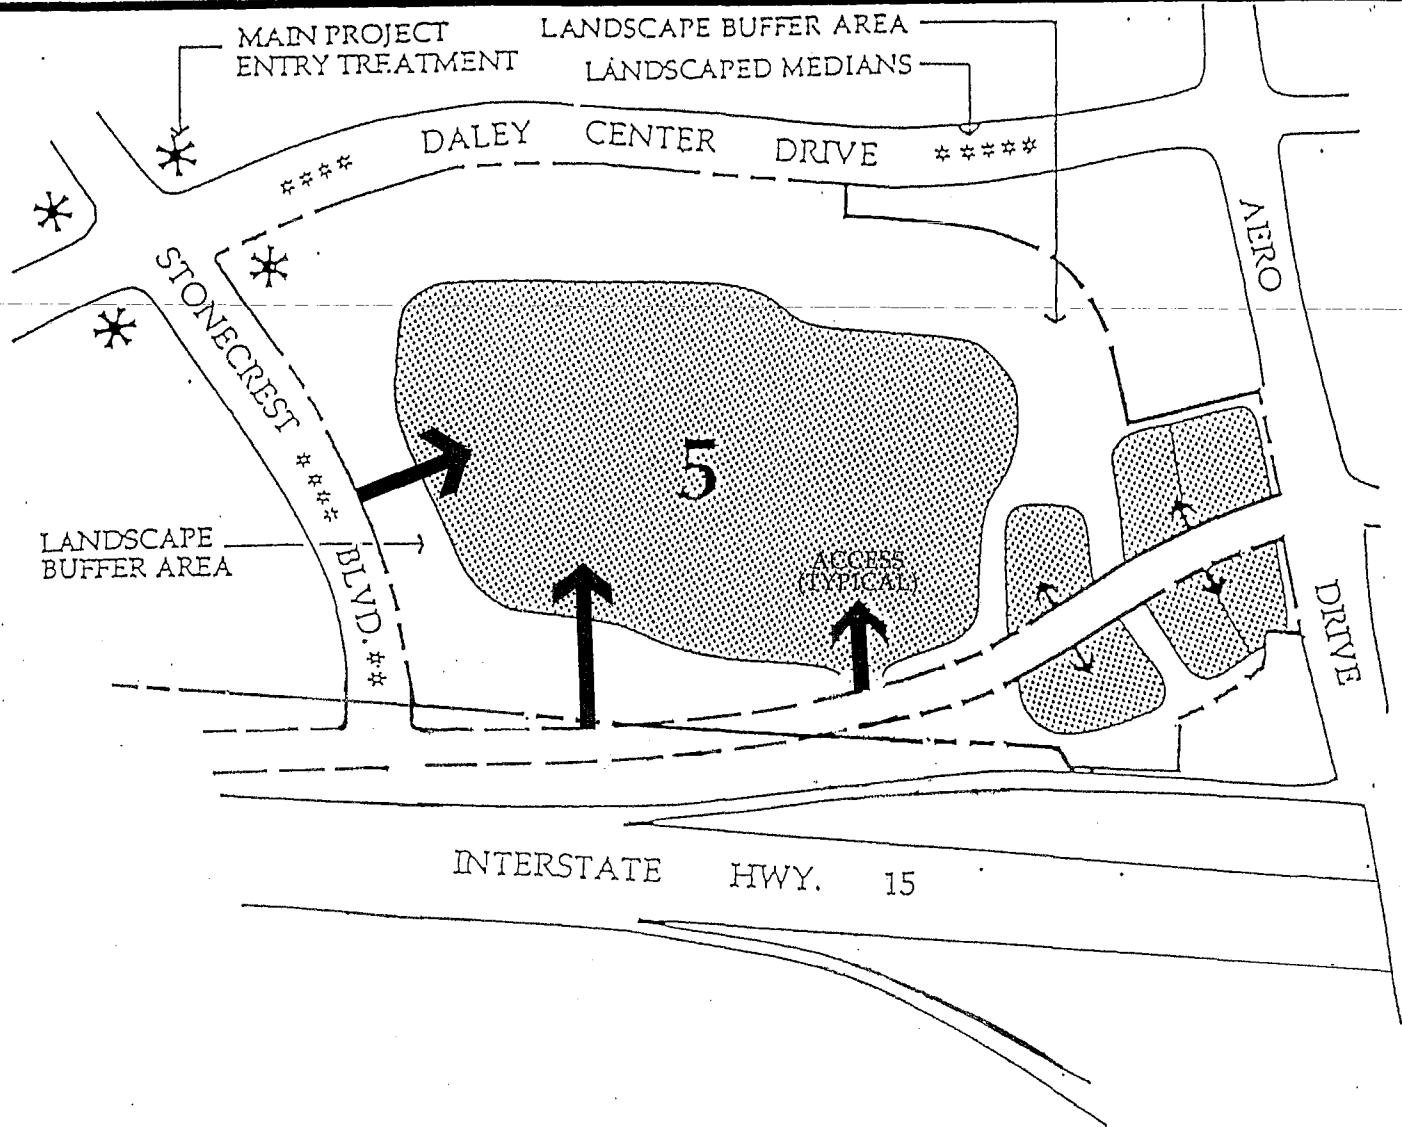 MAIN PROJECT
ENTRY TREATMENT
LANDSCAPE BUFFER AREA
LANDSCAPED MEDIANS
DALEY CENTER DRIVE
AERO
DRIVE
STONECREST
BLVD.
5
ACCESS
(TYPICAL)
LANDSCAPE
BUFFER AREA
INTERSTATE HWY. 15